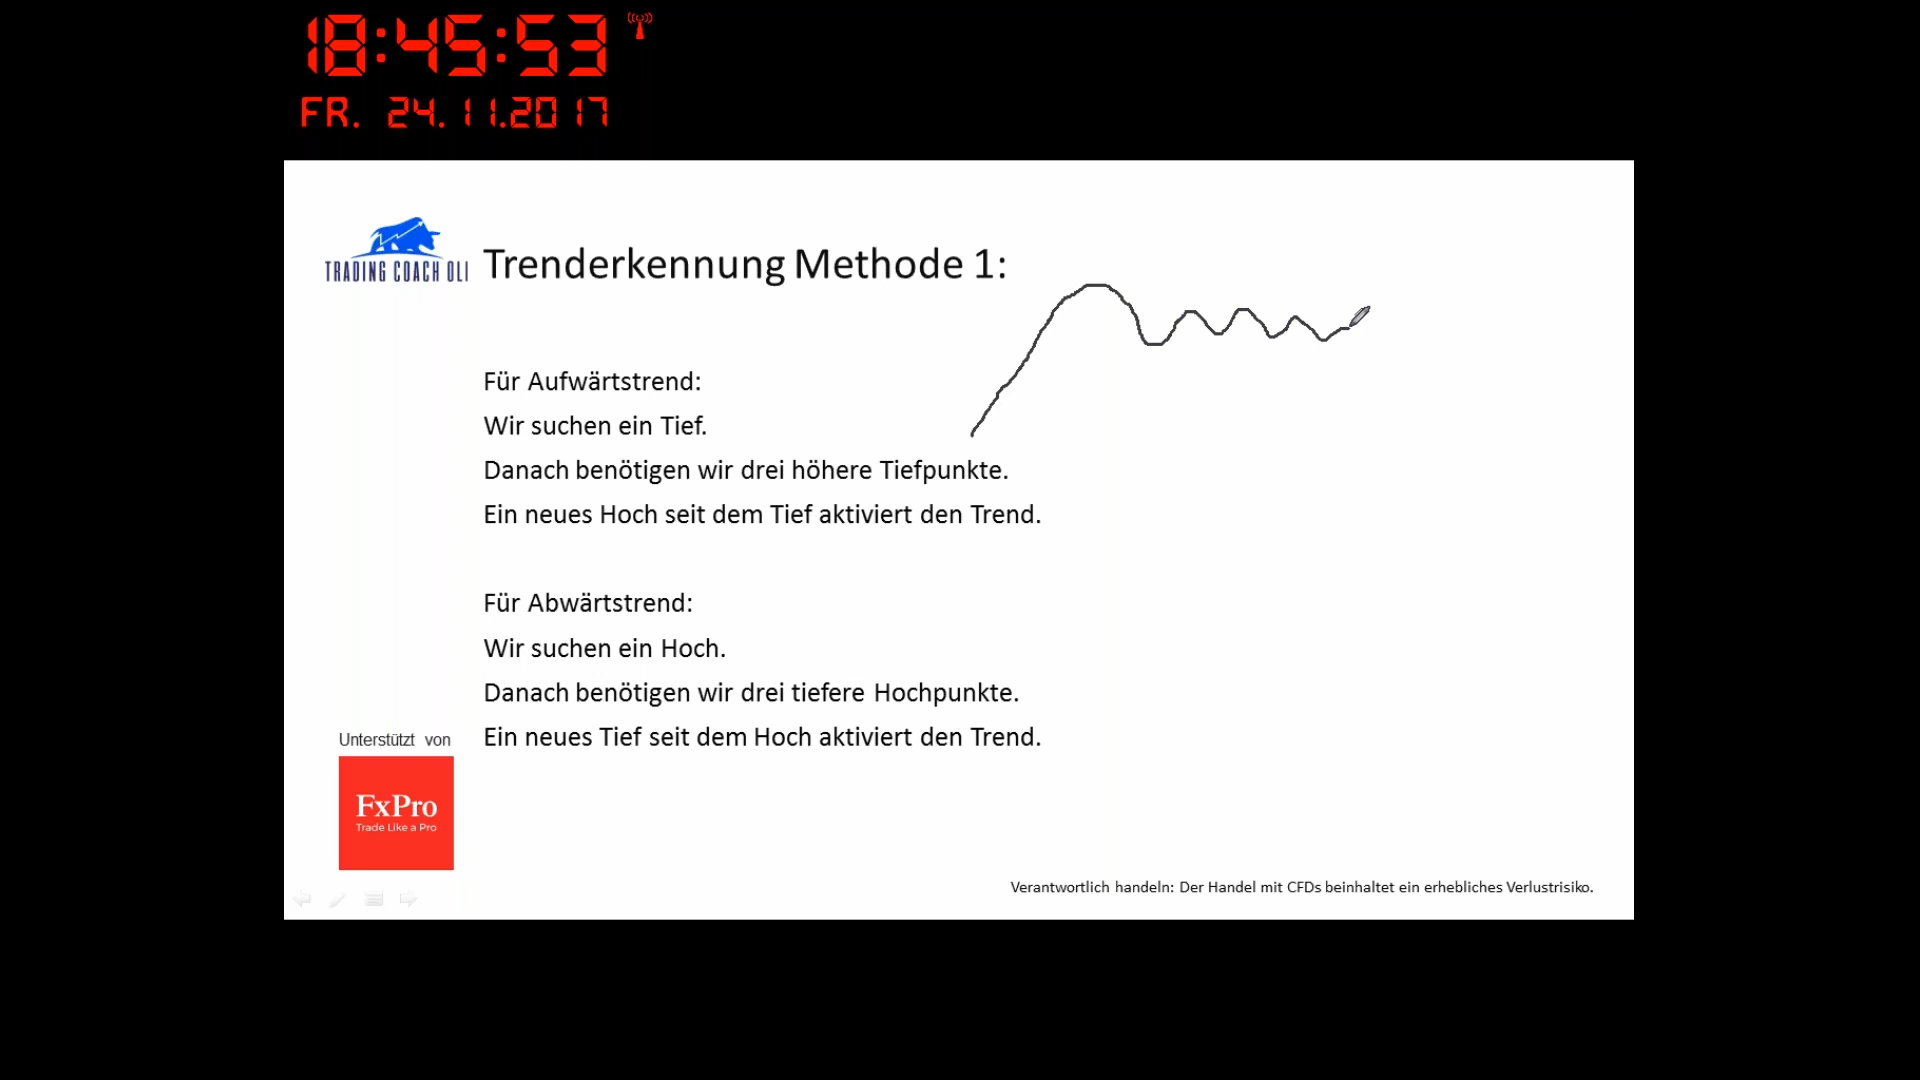 18:45:53
FR. 24.11.2017
TRADING COACH OLI
Trenderkennung Methode 1:
Für Aufwärtstrend:
Wir suchen ein Tief.
Danach benötigen wir drei höhere Tiefpunkte.
Ein neues Hoch seit dem Tief aktiviert den Trend.
Für Abwärtstrend:
Wir suchen ein Hoch.
Danach benötigen wir drei tiefere Hochpunkte.
Ein neues Tief seit dem Hoch aktiviert den Trend.
Unterstützt von
FxPro
Trade Like a Pro
Verantwortlich handeln: Der Handel mit CFDs beinhaltet ein erhebliches Verlustrisiko.